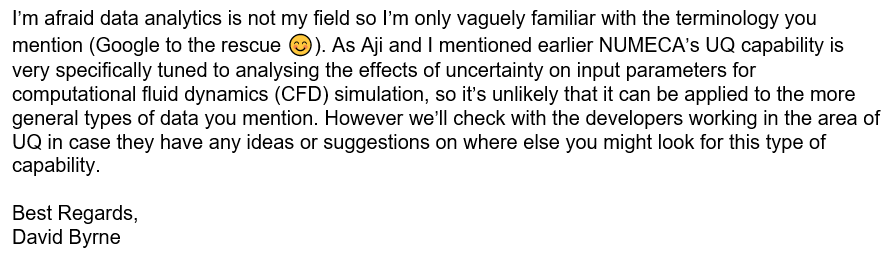 I’m afraid data analytics is not my field so I’m only vaguely familiar with the terminology you
mention (Google to the rescue 😊). As Aji and I mentioned earlier NUMECA’s UQ capability is
very specifically tuned to analysing the effects of uncertainty on input parameters for
computational fluid dynamics (CFD) simulation, so it’s unlikely that it can be applied to the more
general types of data you mention. However we’ll check with the developers working in the area of
UQ in case they have any ideas or suggestions on where else you might look for this type of
capability.
Best Regards,
David Byrne